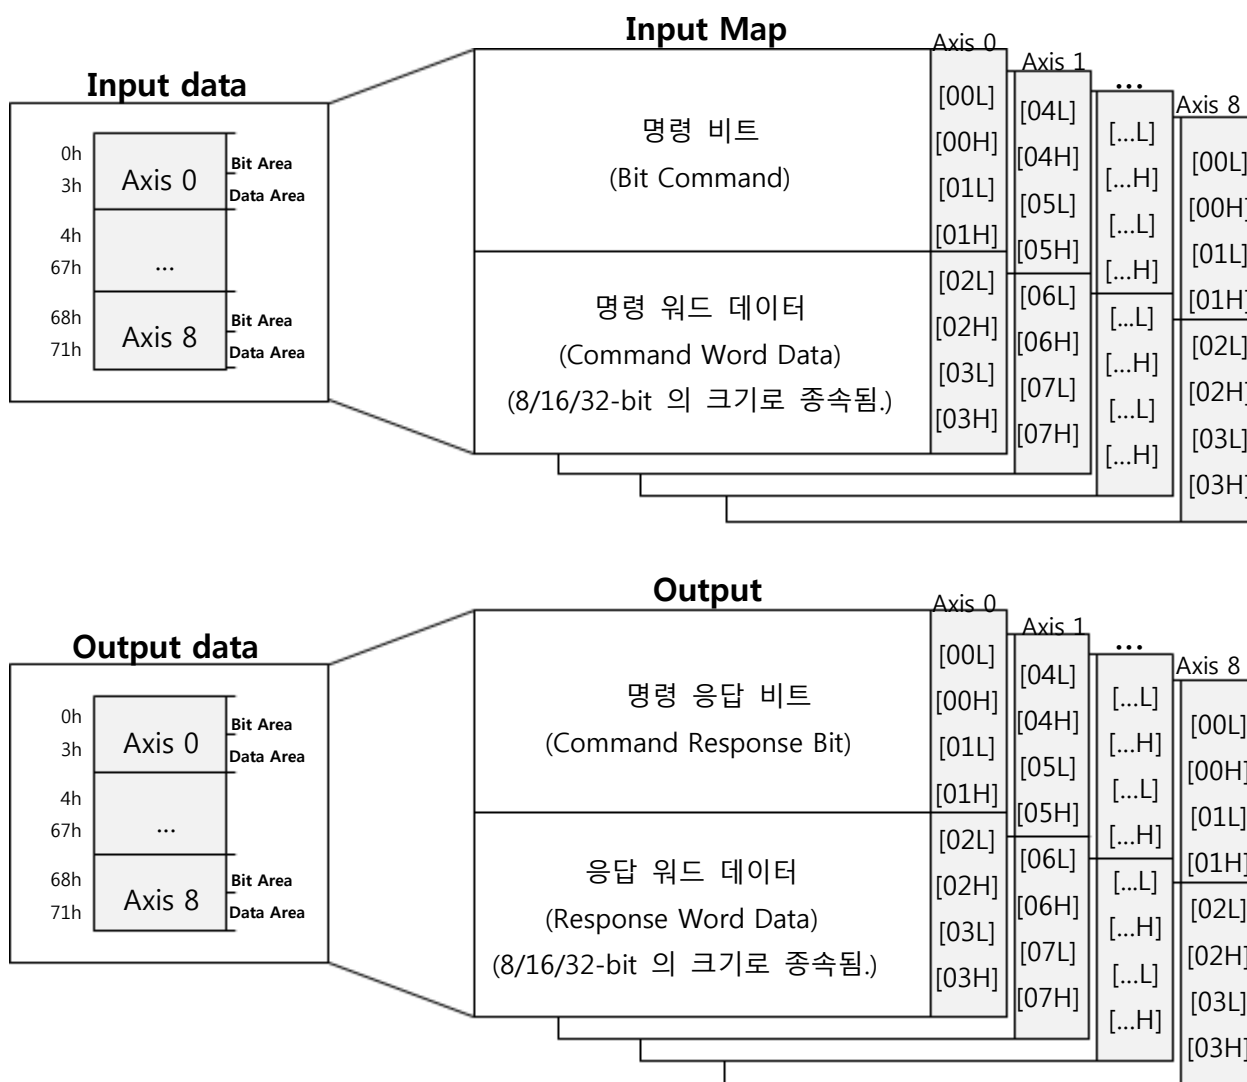 Input Map
Input data
0h
3h
Axis 0
Bit Area
Data Area
4h
67h
...
68h
71h
Axis 8
Bit Area
Data Area
명령 비트
(Bit Command)
명령 워드 데이터
(Command Word Data)
(8/16/32-bit 의 크기로 종속됨.)
Axis 0
[00L]
[00H]
[01L]
[01H]
[02L]
[02H]
[03L]
[03H]
Axis 1
[04L]
[04H]
[05L]
[05H]
[06L]
[06H]
[07L]
[07H]
...
[...L]
[...H]
[...L]
[...H]
[...L]
[...H]
[...L]
[...H]
Axis 8
[00L]
[00H]
[01L]
[01H]
[02L]
[02H]
[03L]
[03H]
Output
Output data
0h
3h
Axis 0
Bit Area
Data Area
4h
67h
...
68h
71h
Axis 8
Bit Area
Data Area
명령 응답 비트
(Command Response Bit)
응답 워드 데이터
(Response Word Data)
(8/16/32-bit 의 크기로 종속됨.)
Axis 0
[00L]
[00H]
[01L]
[01H]
[02L]
[02H]
[03L]
[03H]
Axis 1
[04L]
[04H]
[05L]
[05H]
[06L]
[06H]
[07L]
[07H]
...
[...L]
[...H]
[...L]
[...H]
[...L]
[...H]
[...L]
[...H]
Axis 8
[00L]
[00H]
[01L]
[01H]
[02L]
[02H]
[03L]
[03H]